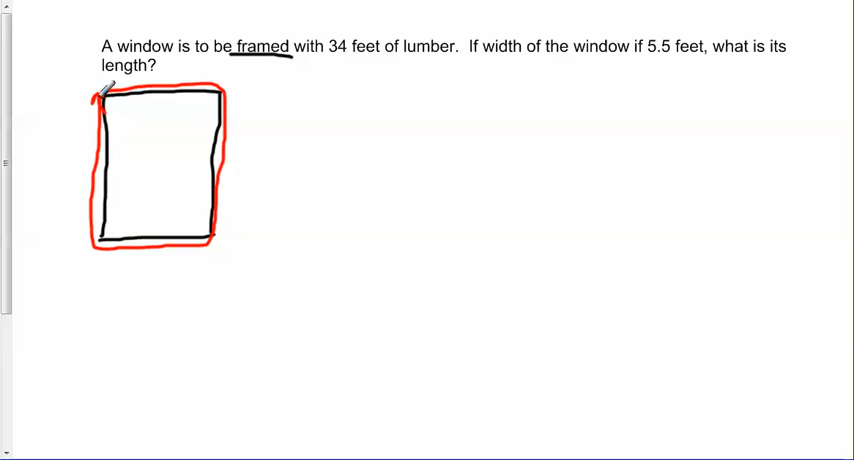 A window is to be framed with 34 feet of lumber.  If width of the window if 5.5 feet, what is its
length?